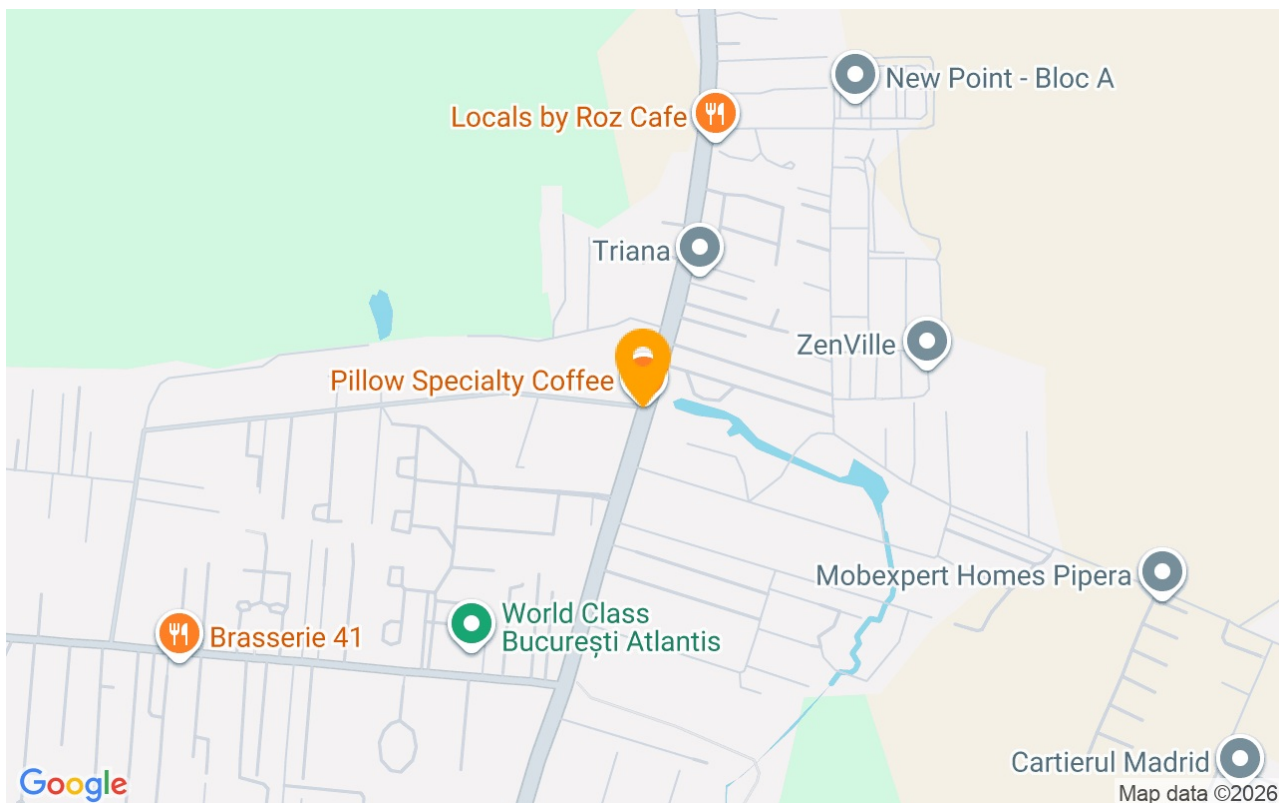 New Point - Bloc A
Locals by Roz Cafe
Triana
ZenVille
Pillow Specialty Coffee
Mobexpert Homes Pipera
World Class
București Atlantis
Brasserie 41
Cartierul Madrid
Google
Map data ©2026